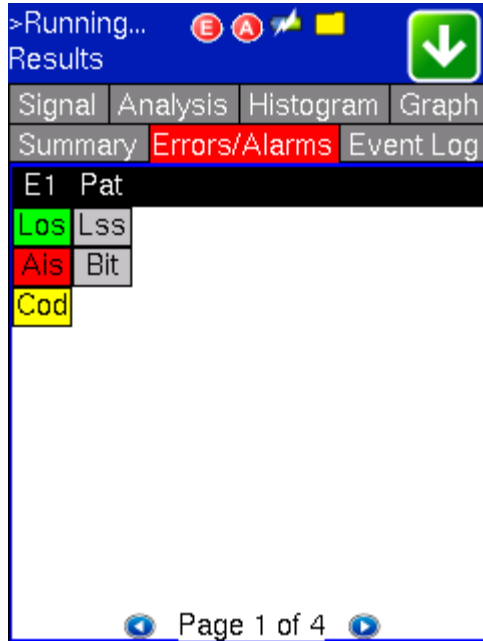 >Running... E A
Results
Signal Analysis Histogram Graph
Summary Errors/Alarms Event Log
E1 Pat
Los Lss
Ais Bit
Cod
Page 1 of 4